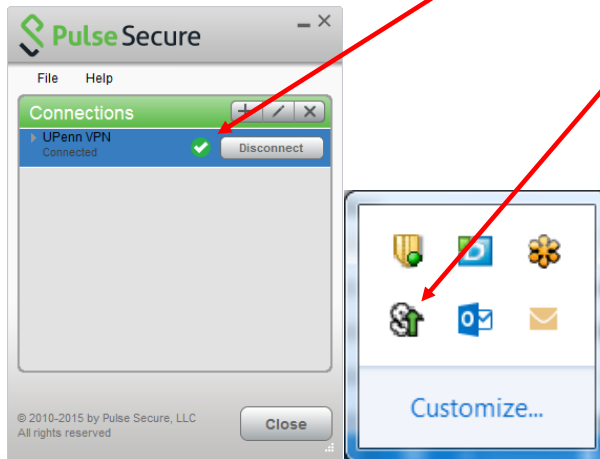 Pulse Secure
File Help
Connections
UPenn VPN
Connected
Disconnect
© 2010-2015 by Pulse Secure, LLC
All rights reserved
Close
Customize...